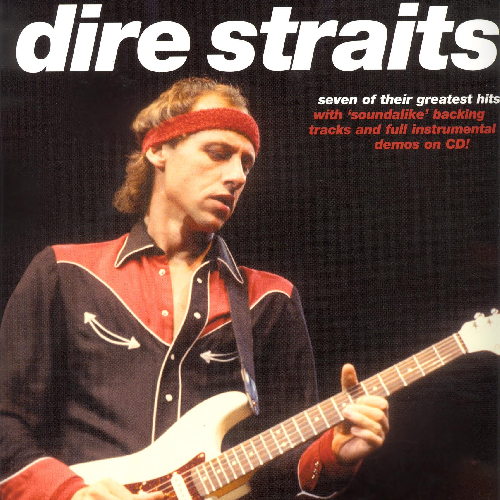 dire straits
seven of their greatest hits
with 'soundalike' backing
tracks and full instrumental
demos on CD!